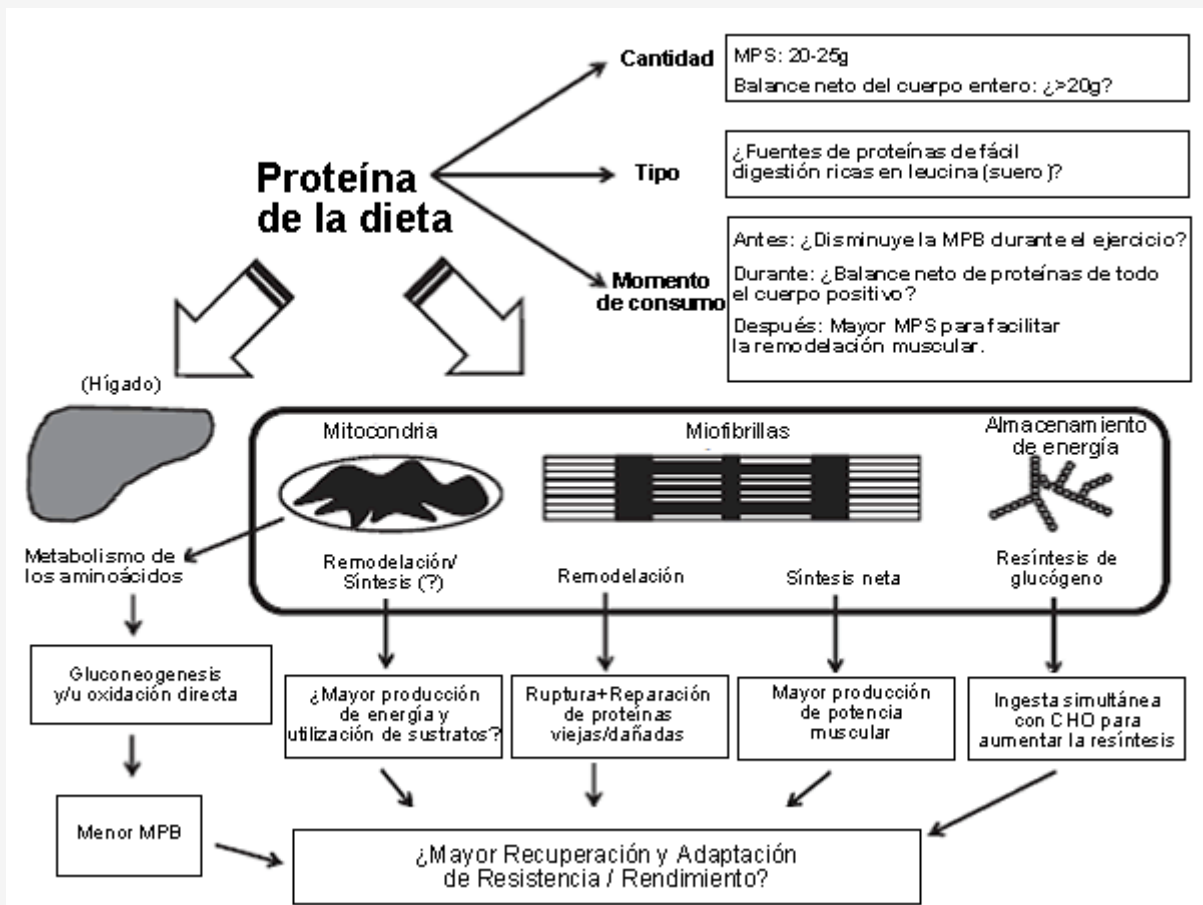 Cantidad
MPS: 20-25g
Balance neto del cuerpo entero: ¿>20g?
Proteína
de la dieta
Tipo
¿Fuentes de proteínas de fácil
digestión ricas en leucina (suero)?
Momento
de consumo
Antes: ¿Disminuye la MPB durante el ejercicio?
Durante: ¿Balance neto de proteínas de todo
el cuerpo positivo?
Después: Mayor MPS para facilitar
la remodelación muscular.
(Hígado)
Mitocondria
Miofibrillas
Almacenamiento
de energía
Metabolismo de
los aminoácidos
Remodelación/
Síntesis (?)
Remodelación
Síntesis neta
Resíntesis de
glucógeno
Gluconeogenesis
y/u oxidación directa
¿Mayor producción
de energía y
utilización de sustratos?
Ruptura+Reparación
de proteínas
viejas/dañadas
Mayor producción
de potencia
muscular
Ingesta simultánea
con CHO para
aumentar la resíntesis
Menor MPB
¿Mayor Recuperación y Adaptación
de Resistencia / Rendimiento?